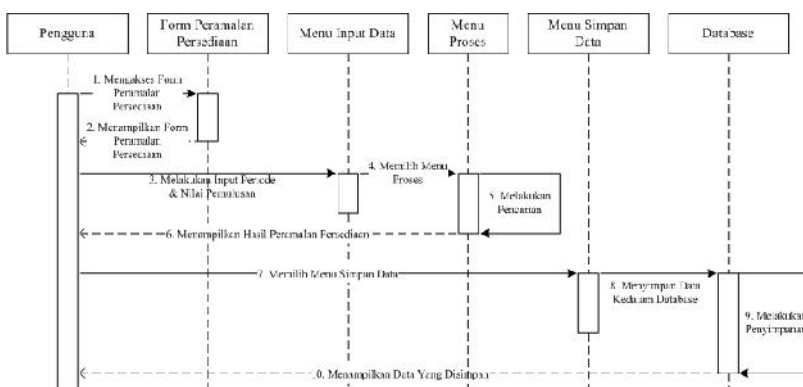 Pengguna
Form Peramalan
Persediaan
Menu Input Data
Menu
Proses
Menu Simpan
Data
Database
1. Mengakses Form
Peramalan
Persediaan
2. Menampilkan Form
Peramalan
Persediaan
3. Melakukan Input Periode
& Nilai Pemulusan
4. Memilih Menu
Proses
5. Melakukan
Pencarian
6. Menampilkan Hasil Peramalan Persediaan
7. Memilih Menu Simpan Data
8. Menyimpan Data
Kedalam Database
9. Melakukan
Penyimpanan
0. Menampilkan Data Yang Disimpan